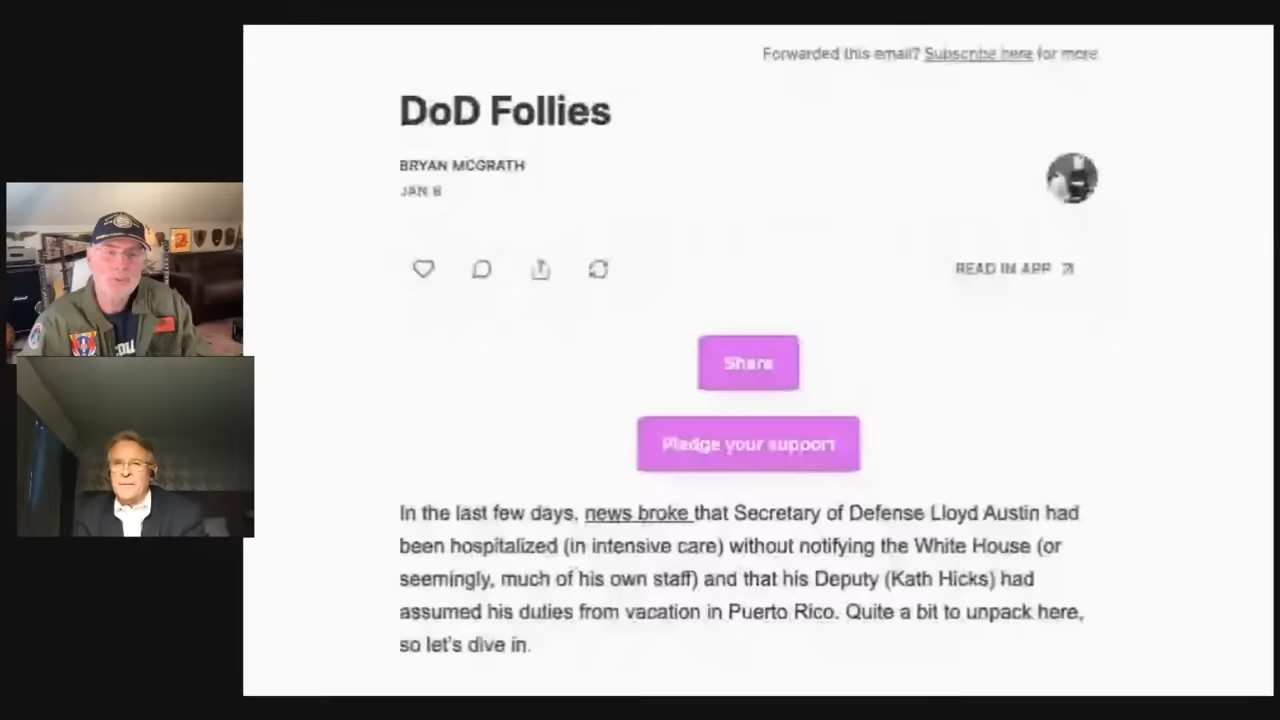 Forwarded this email? Subscribe here for more
DoD Follies
BRYAN MCGRATH
JAN 8
READ IN APP
Share
Pledge your support
In the last few days, news broke that Secretary of Defense Lloyd Austin had
been hospitalized (in intensive care) without notifying the White House (or
seemingly, much of his own staff) and that his Deputy (Kath Hicks) had
assumed his duties from vacation in Puerto Rico. Quite a bit to unpack here,
so let's dive in.